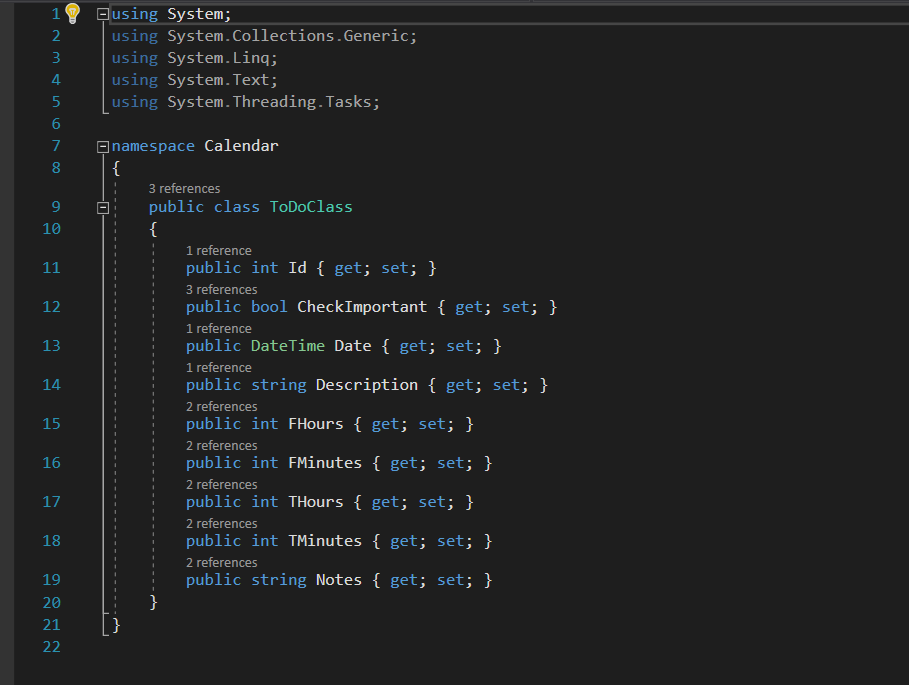 1 using System;
2 using System.Collections.Generic;
3 using System.Linq;
4 using System.Text;
5 using System.Threading.Tasks;
6
7 namespace Calendar
8 {
3 references
9 public class ToDoClass
10 {
1 reference
11 public int Id { get; set; }
3 references
12 public bool CheckImportant { get; set; }
1 reference
13 public DateTime Date { get; set; }
1 reference
14 public string Description { get; set; }
2 references
15 public int FHours { get; set; }
2 references
16 public int FMinutes { get; set; }
2 references
17 public int THours { get; set; }
2 references
18 public int TMinutes { get; set; }
2 references
19 public string Notes { get; set; }
20 }
21 }
22